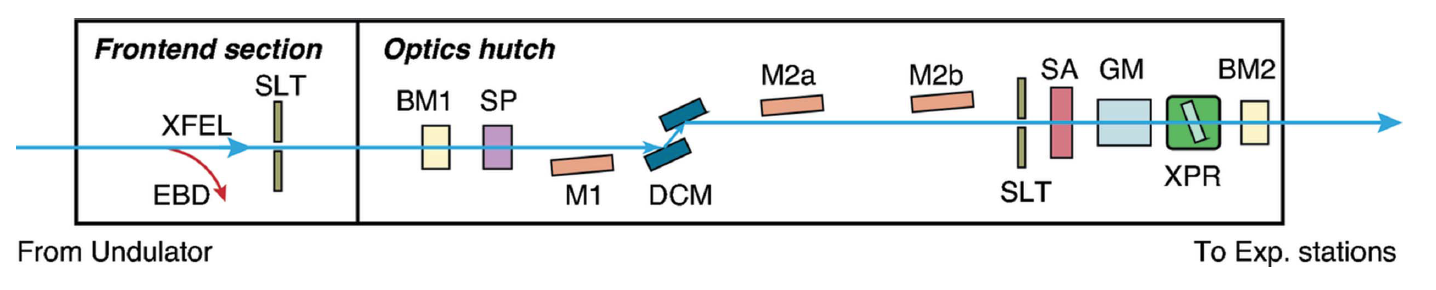 Frontend section
Optics hutch
SLT
XFEL
EBD
BM1
SP
M1
DCM
M2a
M2b
SLT
SA
GM
XPR
BM2
From Undulator
To Exp. stations